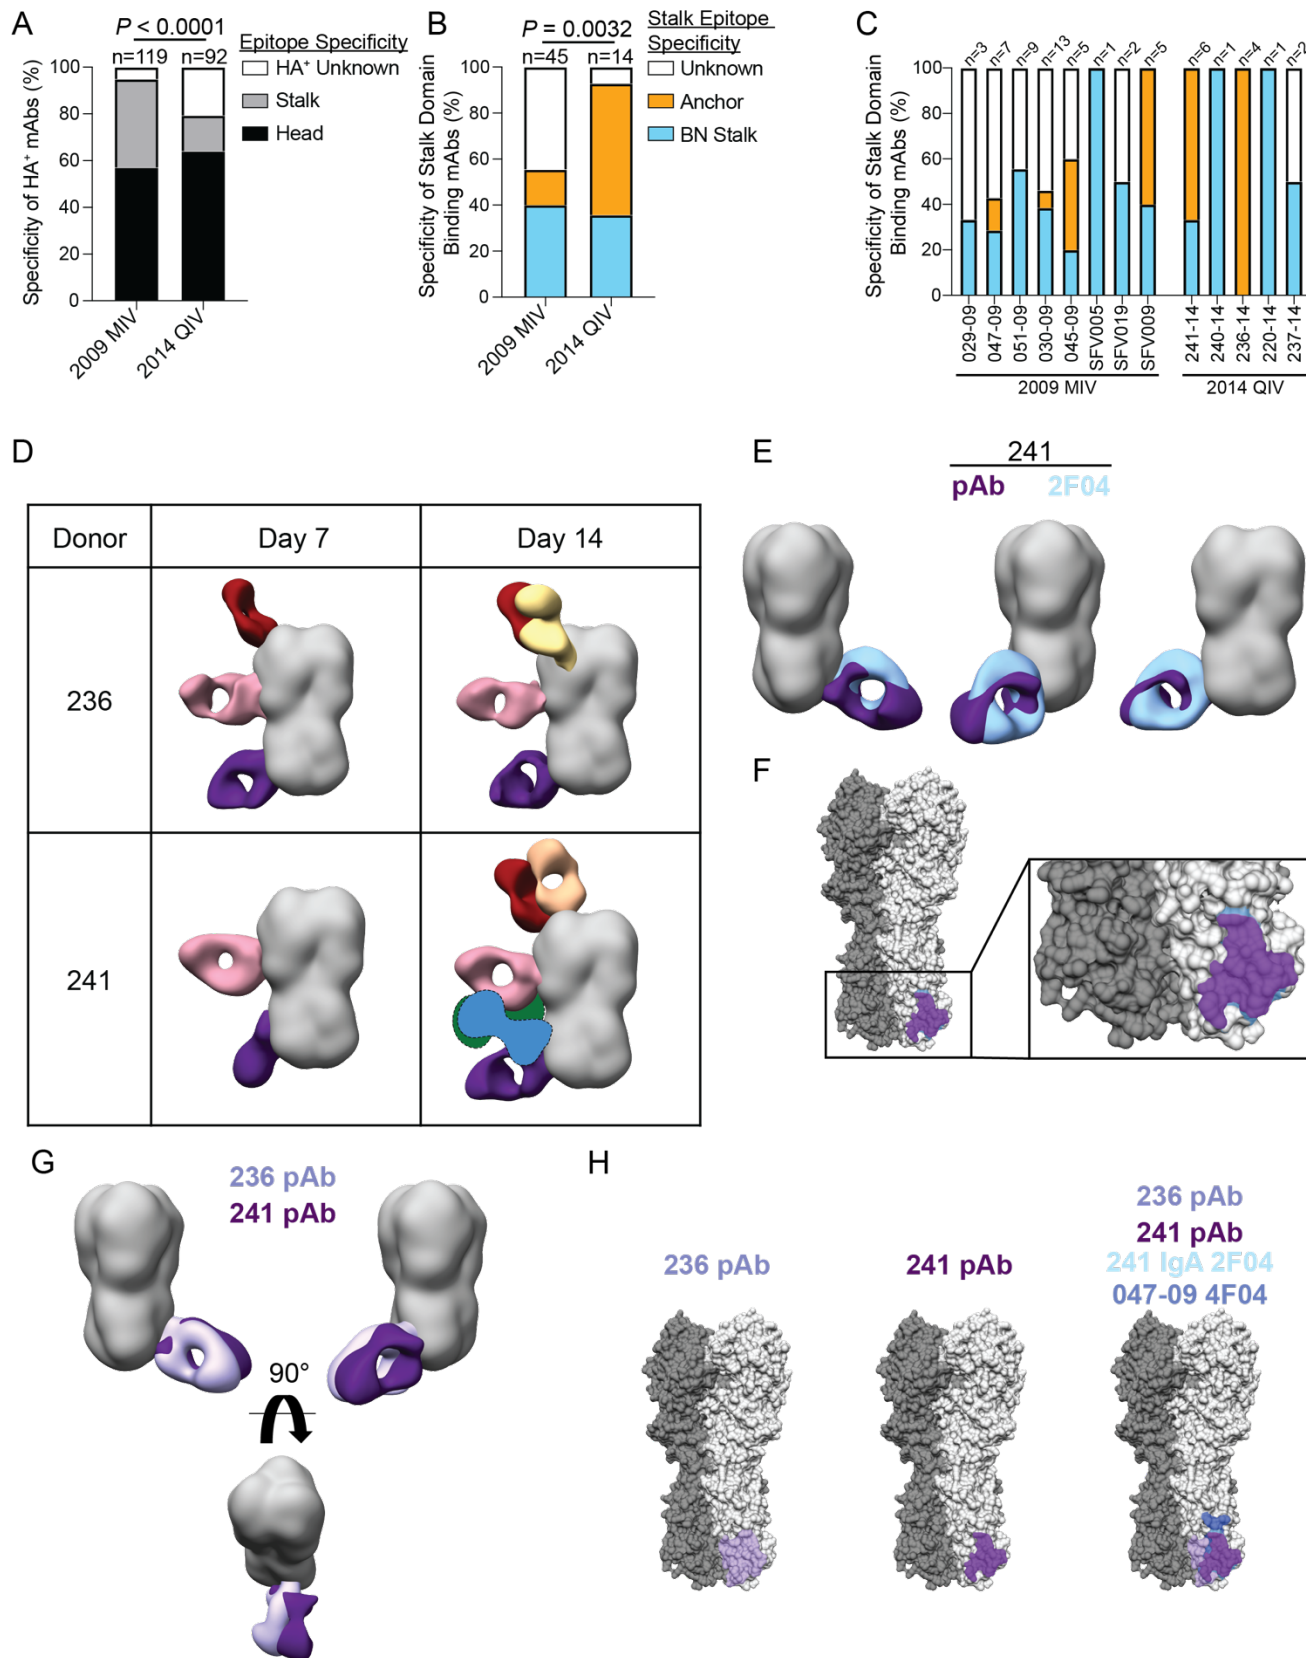 A
P < 0.0001
n=119 n=92
Epitope Specificity
HA⁺ Unknown
Stalk
Head
Specificity of HA⁺ mAbs (%)
100
80
60
40
20
0
2009 MIV
2014 QIV
B
P = 0.0032
n=45 n=14
Stalk Epitope
Specificity
Unknown
Anchor
BN Stalk
Specificity of Stalk Domain
Binding mAbs (%)
100
80
60
40
20
0
2009 MIV
2014 QIV
C
n=3 n=7 n=9 n=13 n=5 n=1 n=2 n=5 n=6 n=1 n=4 n=1 n=2
Specificity of Stalk Domain
Binding mAbs (%)
100
80
60
40
20
0
029-09
047-09
051-09
030-09
045-09
SFV005
SFV019
SFV009
241-14
240-14
236-14
220-14
237-14
2009 MIV
2014 QIV
D
Donor Day 7 Day 14
236
241
E
241
pAb 2F04
F
G
236 pAb
241 pAb
90°
H
236 pAb
241 pAb
236 pAb
241 pAb
241 IgA 2F04
047-09 4F04